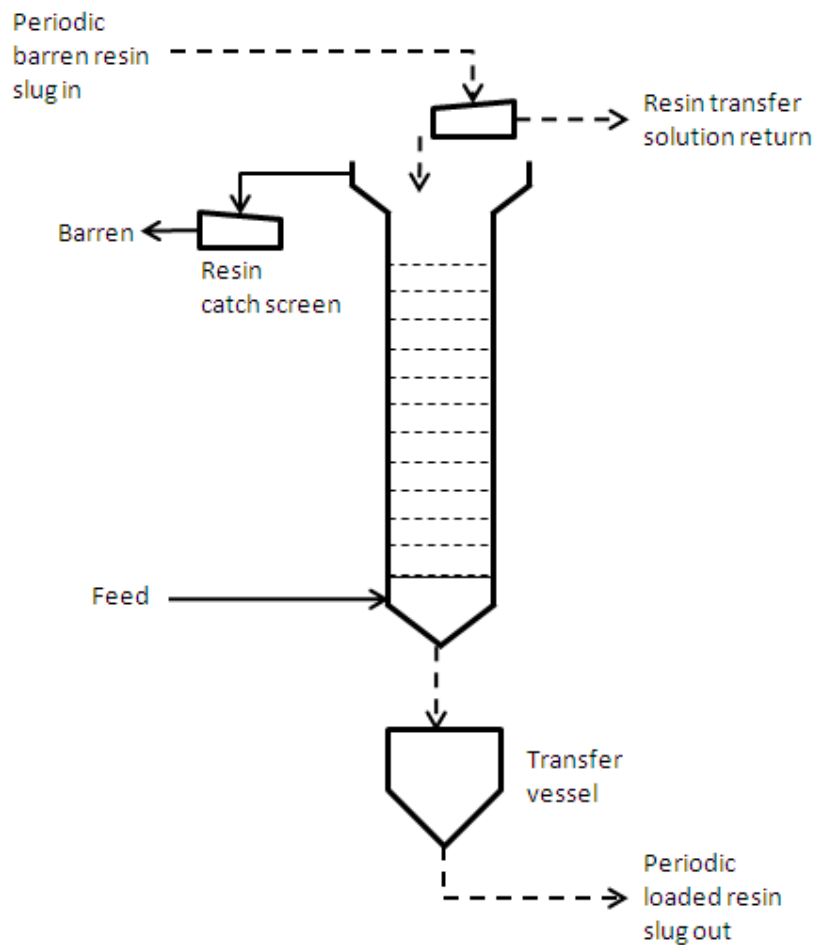 Periodic
barren resin
slug in
Resin transfer
solution return
Barren
Resin
catch screen
Feed
Transfer
vessel
Periodic
loaded resin
slug out